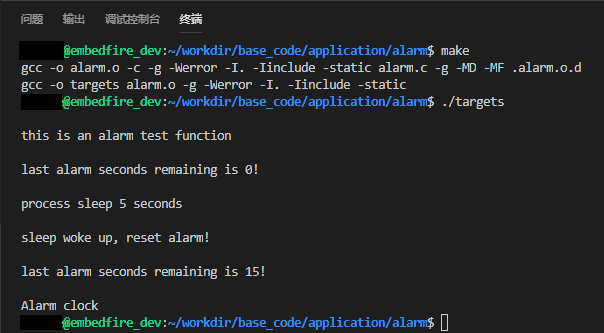 问题 输出 调试控制台 终端
@embedfire_dev:~/workdir/base_code/application/alarm$ make
gcc -o alarm.o -c -g -Werror -I. -Iinclude -static alarm.c -g -MD -MF .alarm.o.d
gcc -o targets alarm.o -g -Werror -I. -Iinclude -static
@embedfire_dev:~/workdir/base_code/application/alarm$ ./targets
this is an alarm test function
last alarm seconds remaining is 0!
process sleep 5 seconds
sleep woke up, reset alarm!
last alarm seconds remaining is 15!
Alarm clock
@embedfire_dev:~/workdir/base_code/application/alarm$